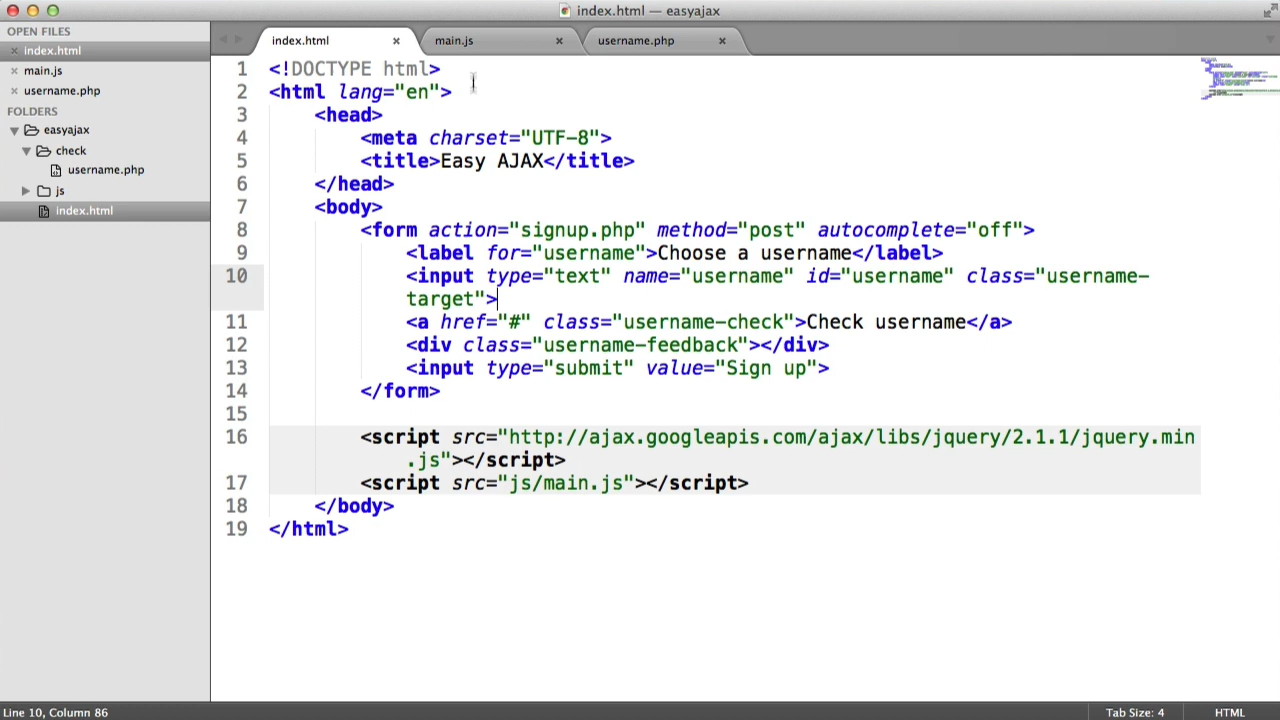 index.html — easyajax
OPEN FILES
index.html
main.js
username.php
FOLDERS
easyajax
check
username.php
js
index.html
index.html
main.js
username.php
1 <!DOCTYPE html>
2 <html lang="en">
3 <head>
4 <meta charset="UTF-8">
5 <title>Easy AJAX</title>
6 </head>
7 <body>
8 <form action="signup.php" method="post" autocomplete="off">
9 <label for="username">Choose a username</label>
10 <input type="text" name="username" id="username" class="username-
target">
11 <a href="#" class="username-check">Check username</a>
12 <div class="username-feedback"></div>
13 <input type="submit" value="Sign up">
14 </form>
15
16 <script src="http://ajax.googleapis.com/ajax/libs/jquery/2.1.1/jquery.min
.js"></script>
17 <script src="js/main.js"></script>
18 </body>
19 </html>
Line 10, Column 86
Tab Size: 4
HTML